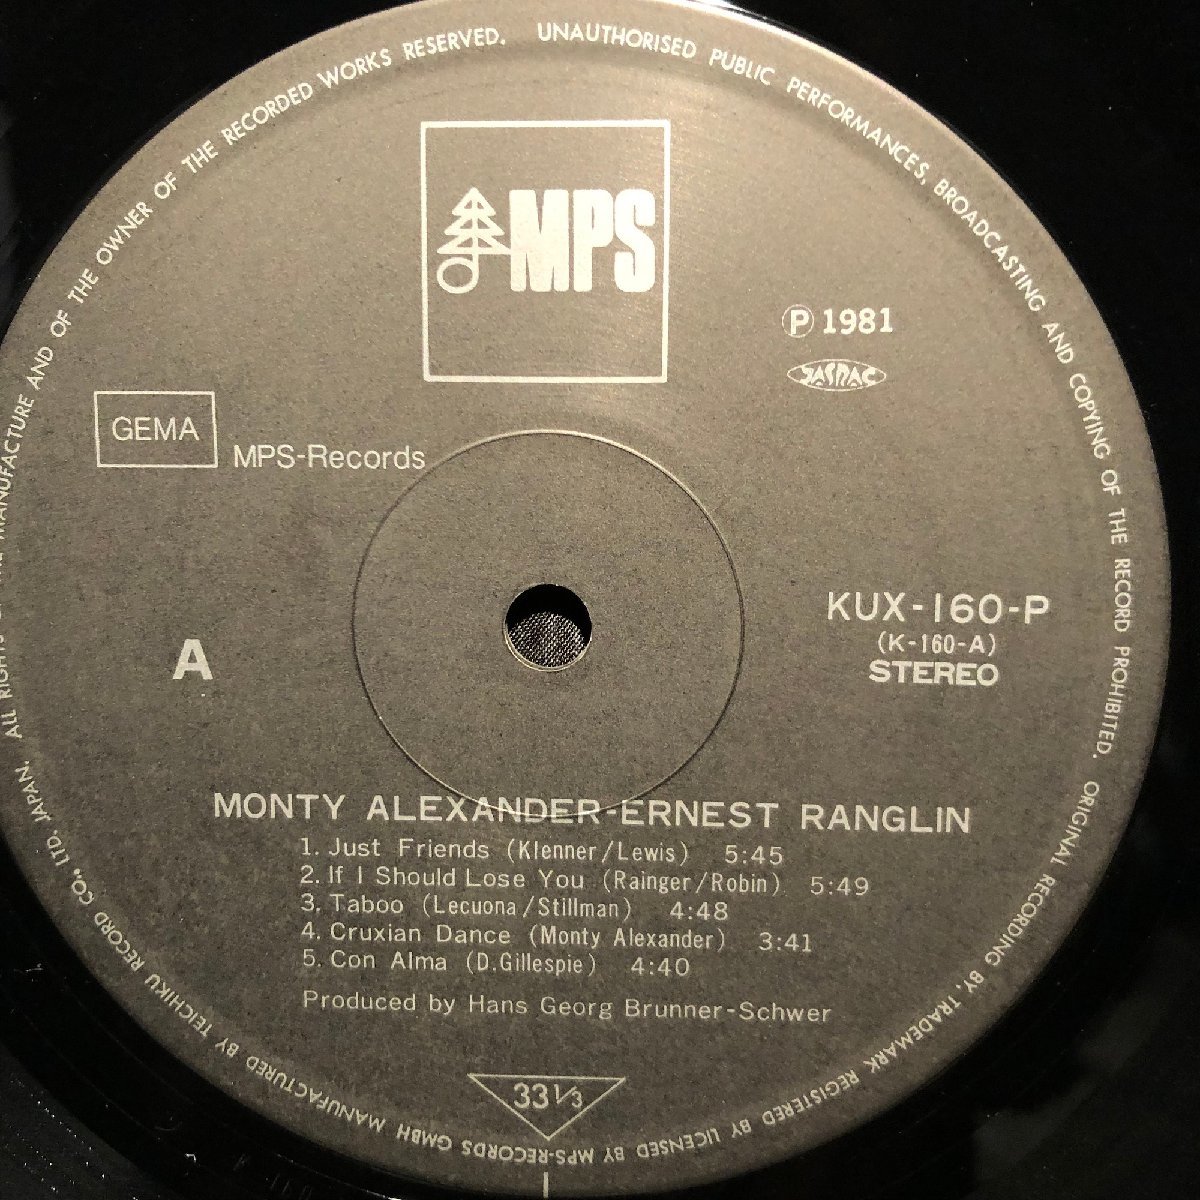 ALL RIGHTS OF THE MANUFACTURE AND OF THE OWNER OF THE RECORDED WORKS RESERVED. UNAUTHORISED PUBLIC PERFORMANCES, BROADCASTING AND COPYING OF THE RECORD PROHIBITED. ORIGINAL RECORDING BY, TRADEMARK REGISTERED & LICENSED BY MPS-RECORDS GMBH MANUFACTURED BY TEICHIKU RECORD CO., LTD. JAPAN.
MPS
Ⓟ 1981
JASRAC
GEMA
MPS-Records
KUX-160-P
(K-160-A)
STEREO
A
MONTY ALEXANDER-ERNEST RANGLIN
1. Just Friends (Klenner/Lewis) 5:45
2. If I Should Lose You (Rainger/Robin) 5:49
3. Taboo (Lecuona/Stillman) 4:48
4. Cruxian Dance (Monty Alexander) 3:41
5. Con Alma (D.Gillespie) 4:40
Produced by Hans Georg Brunner-Schwer
33 1/3